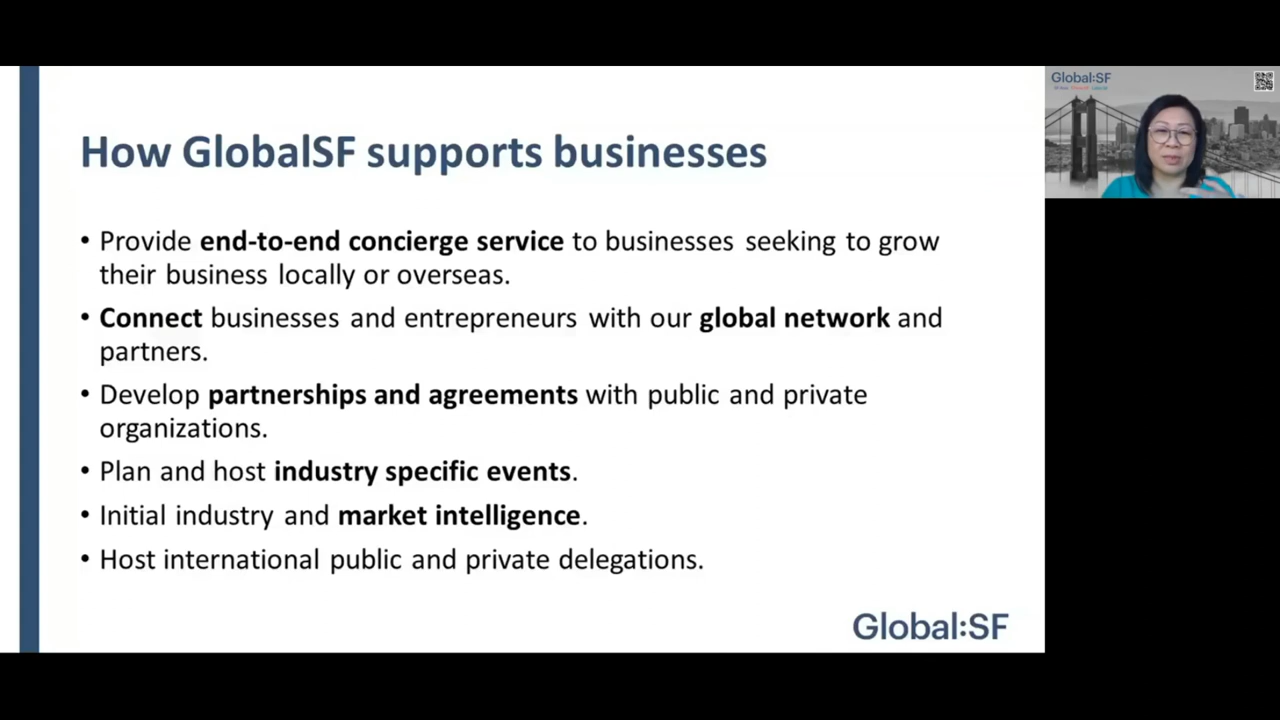 How GlobalSF supports businesses
• Provide end-to-end concierge service to businesses seeking to grow
their business locally or overseas.
• Connect businesses and entrepreneurs with our global network and
partners.
• Develop partnerships and agreements with public and private
organizations.
• Plan and host industry specific events.
• Initial industry and market intelligence.
• Host international public and private delegations.
Global:SF
Global:SF